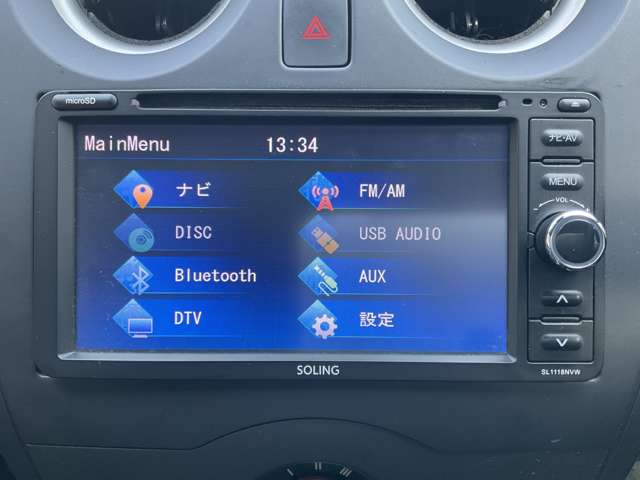 microSD
MainMenu 13:34
ナビ FM/AM
DISC USB AUDIO
Bluetooth AUX
DTV 設定
ナビ・AV
MENU
VOL
SOLING
SL1118NVW